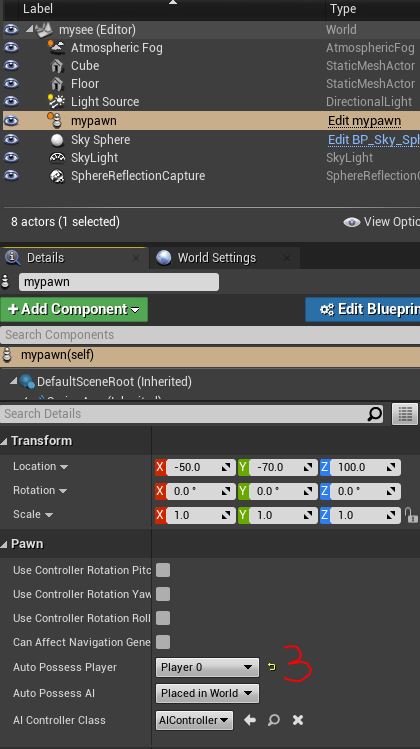 Label Type
mysee (Editor) World
Atmospheric Fog AtmosphericFog
Cube StaticMeshActor
Floor StaticMeshActor
Light Source DirectionalLight
mypawn Edit mypawn
Sky Sphere Edit BP_Sky_Sp
SkyLight SkyLight
SphereReflectionCapture SphereReflection
8 actors (1 selected) View Optio
Details World Settings
mypawn
+ Add Component Edit Blueprin
Search Components
mypawn(self)
DefaultSceneRoot (Inherited)
Search Details
Transform
Location X -50.0 Y -70.0 Z 100.0
Rotation X 0.0 ° Y 0.0 ° Z 0.0 °
Scale X 1.0 Y 1.0 Z 1.0
Pawn
Use Controller Rotation Pitc
Use Controller Rotation Yaw
Use Controller Rotation Roll
Can Affect Navigation Gene
Auto Possess Player Player 0 3
Auto Possess AI Placed in World
AI Controller Class AIController